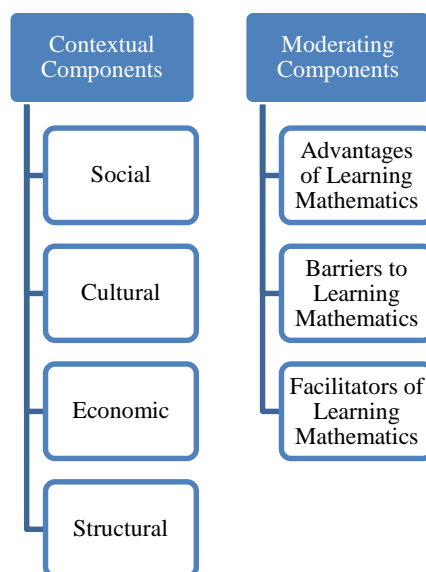 Contextual
Components
Social
Cultural
Economic
Structural
Moderating
Components
Advantages
of Learning
Mathematics
Barriers to
Learning
Mathematics
Facilitators of
Learning
Mathematics